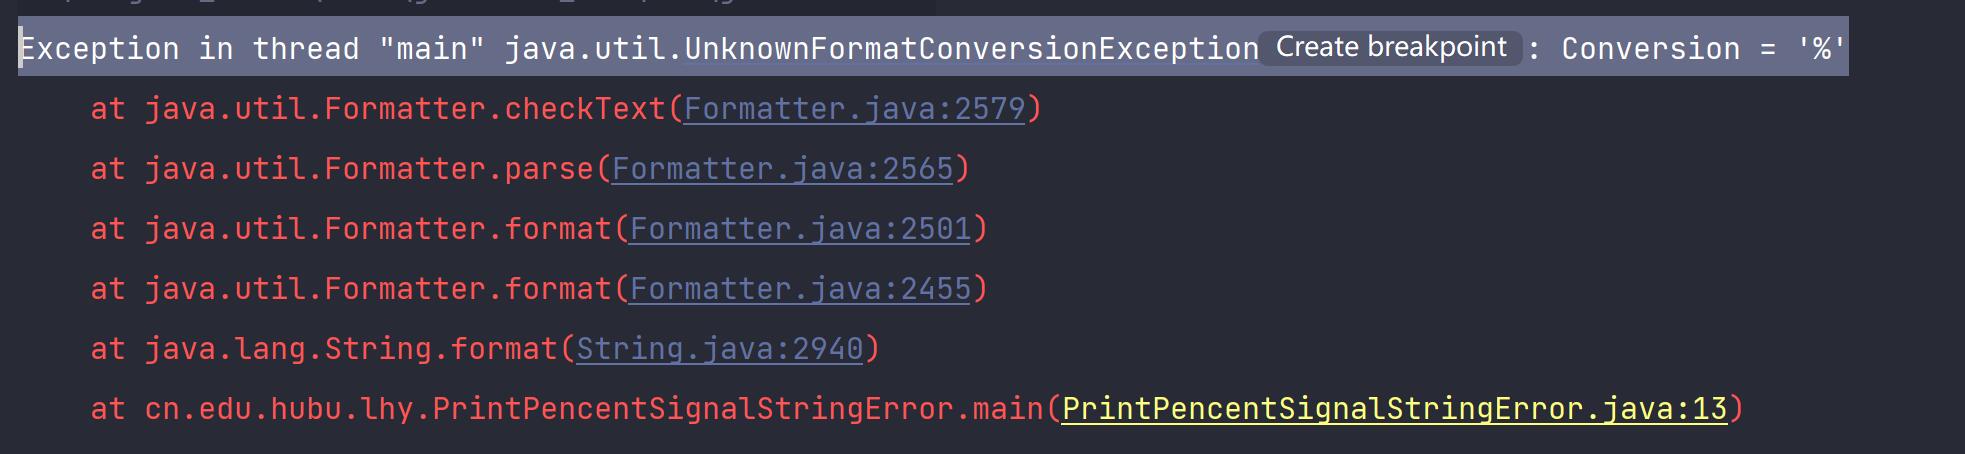 Exception in thread "main" java.util.UnknownFormatConversionException Create breakpoint : Conversion = '%'
at java.util.Formatter.checkText(Formatter.java:2579)
at java.util.Formatter.parse(Formatter.java:2565)
at java.util.Formatter.format(Formatter.java:2501)
at java.util.Formatter.format(Formatter.java:2455)
at java.lang.String.format(String.java:2940)
at cn.edu.hubu.lhy.PrintPencentSignalStringError.main(PrintPencentSignalStringError.java:13)